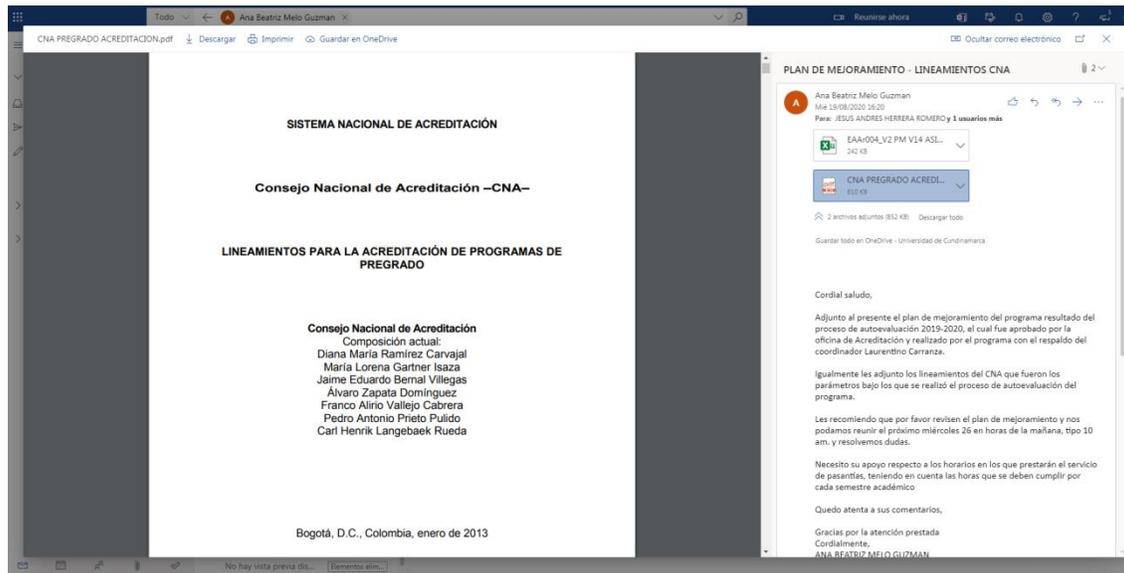 Todo
Ana Beatriz Melo Guzman ×
Reunirse ahora
CNA PREGRADO ACREDITACION.pdf
Descargar
Imprimir
Guardar en OneDrive
Ocultar correo electrónico
SISTEMA NACIONAL DE ACREDITACIÓN
Consejo Nacional de Acreditación –CNA–
LINEAMIENTOS PARA LA ACREDITACIÓN DE PROGRAMAS DE
PREGRADO
Consejo Nacional de Acreditación
Composición actual:
Diana María Ramírez Carvajal
María Lorena Gartner Isaza
Jaime Eduardo Bernal Villegas
Álvaro Zapata Domínguez
Franco Alirio Vallejo Cabrera
Pedro Antonio Prieto Pulido
Carl Henrik Langebaek Rueda
Bogotá, D.C., Colombia, enero de 2013
PLAN DE MEJORAMIENTO - LINEAMIENTOS CNA
2
A
Ana Beatriz Melo Guzman
Mié 19/08/2020 16:20
Para: JESUS ANDRES HERRERA ROMERO y 1 usuarios más
EAAr004_V2 PM V14 ASI...
242 KB
CNA PREGRADO ACREDI...
610 KB
2 archivos adjuntos (852 KB) Descargar todo
Guardar todo en OneDrive - Universidad de Cundinamarca
Cordial saludo,
Adjunto al presente el plan de mejoramiento del programa resultado del
proceso de autoevaluación 2019-2020, el cual fue aprobado por la
oficina de Acreditación y realizado por el programa con el respaldo del
coordinador Laurentino Carranza.
Igualmente les adjunto los lineamientos del CNA que fueron los
parámetros bajo los que se realizó el proceso de autoevaluación del
programa.
Les recomiendo que por favor revisen el plan de mejoramiento y nos
podamos reunir el próximo miércoles 26 en horas de la mañana, tipo 10
am. y resolvemos dudas.
Necesito su apoyo respecto a los horarios en los que prestarán el servicio
de pasantías, teniendo en cuenta las horas que se deben cumplir por
cada semestre académico
Quedo atenta a sus comentarios,
Gracias por la atención prestada
Cordialmente,
ANA BEATRIZ MELO GUZMAN
No hay vista previa dis...
Elementos elim...